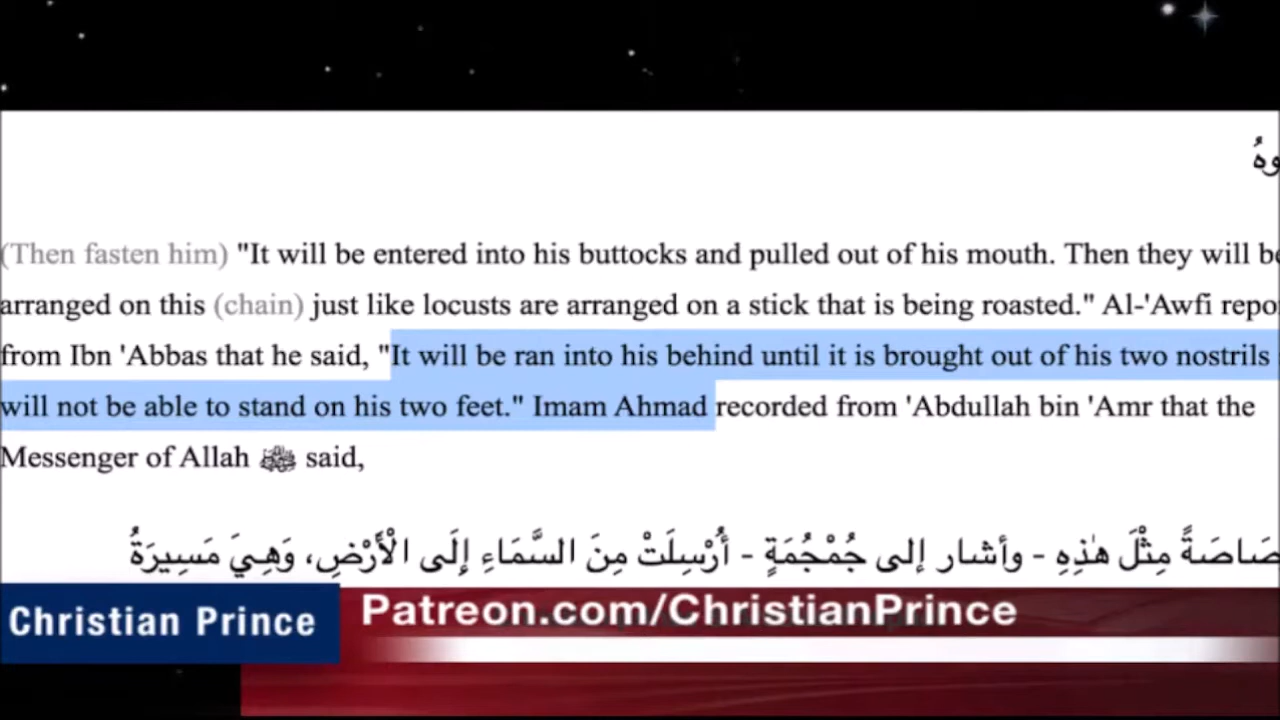 وهُ
(Then fasten him) "It will be entered into his buttocks and pulled out of his mouth. Then they will be
arranged on this (chain) just like locusts are arranged on a stick that is being roasted." Al-'Awfi repo
from Ibn 'Abbas that he said, "It will be ran into his behind until it is brought out of his two nostrils
will not be able to stand on his two feet." Imam Ahmad recorded from 'Abdullah bin 'Amr that the
Messenger of Allah ﷺ said,
صَاصَةً مِثْلَ هٰذِهِ - وأشار إلى جُمْجُمَةٍ - أُرْسِلَتْ مِنَ السَّمَاءِ إِلَى الْأَرْضِ، وَهِيَ مَسِيرَةُ
Christian Prince
Patreon.com/ChristianPrince